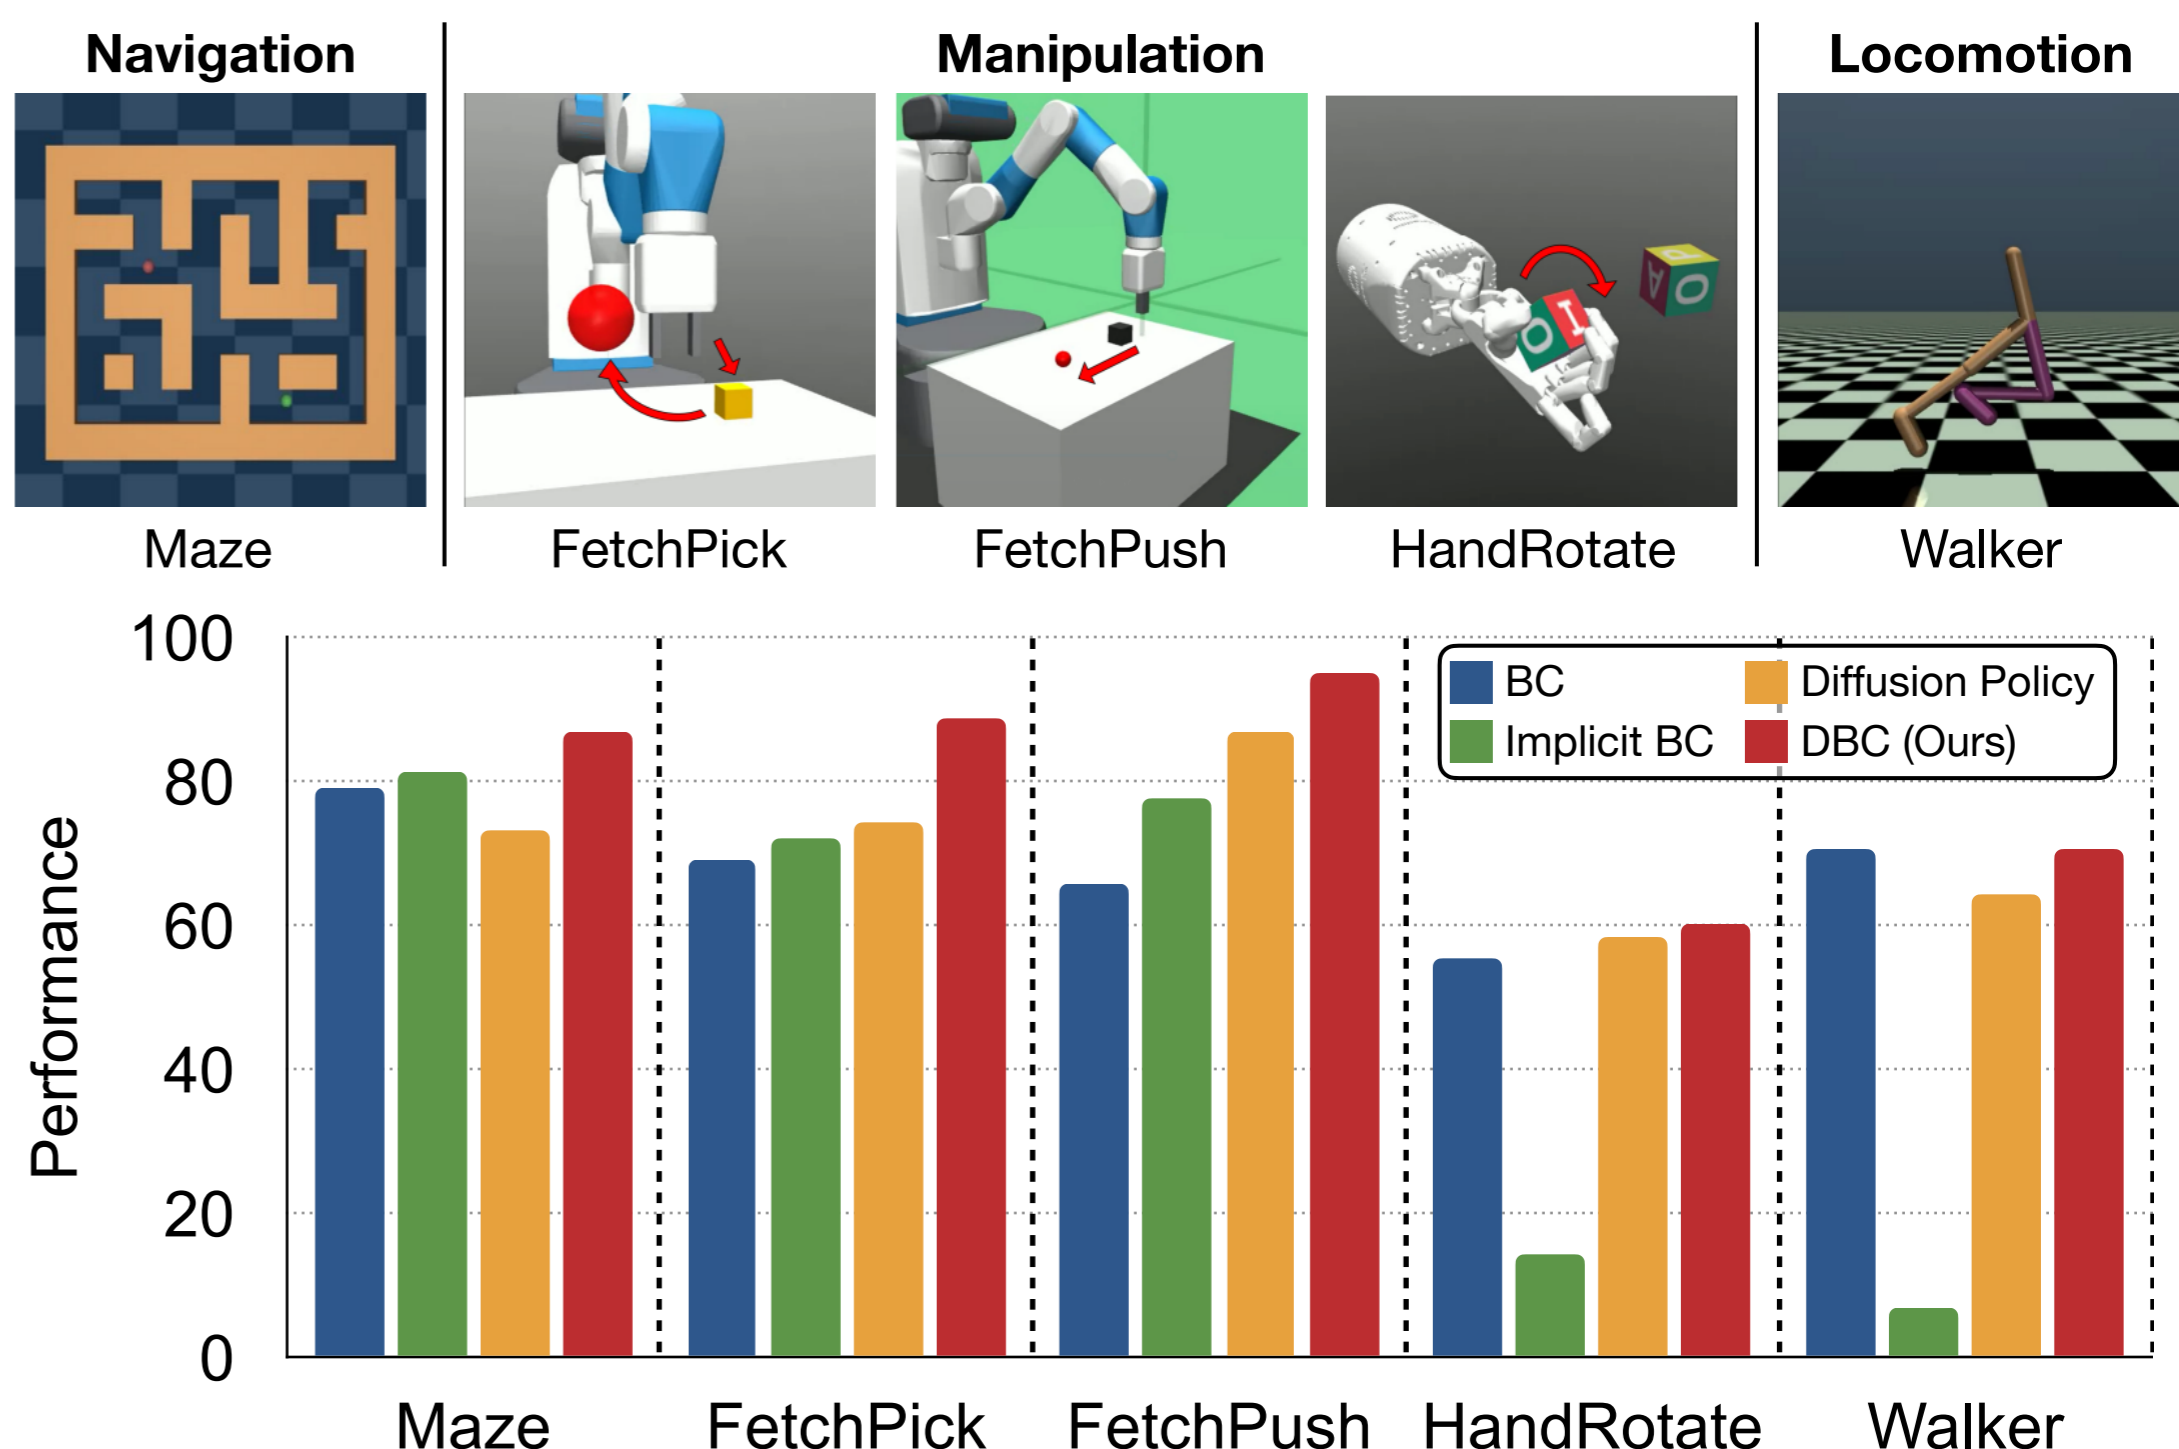 Navigation
Manipulation
Locomotion
O I
A P O
Maze
FetchPick
FetchPush
HandRotate
Walker
100
80
60
40
20
0
Performance
BC
Diffusion Policy
Implicit BC
DBC (Ours)
Maze
FetchPick
FetchPush
HandRotate
Walker